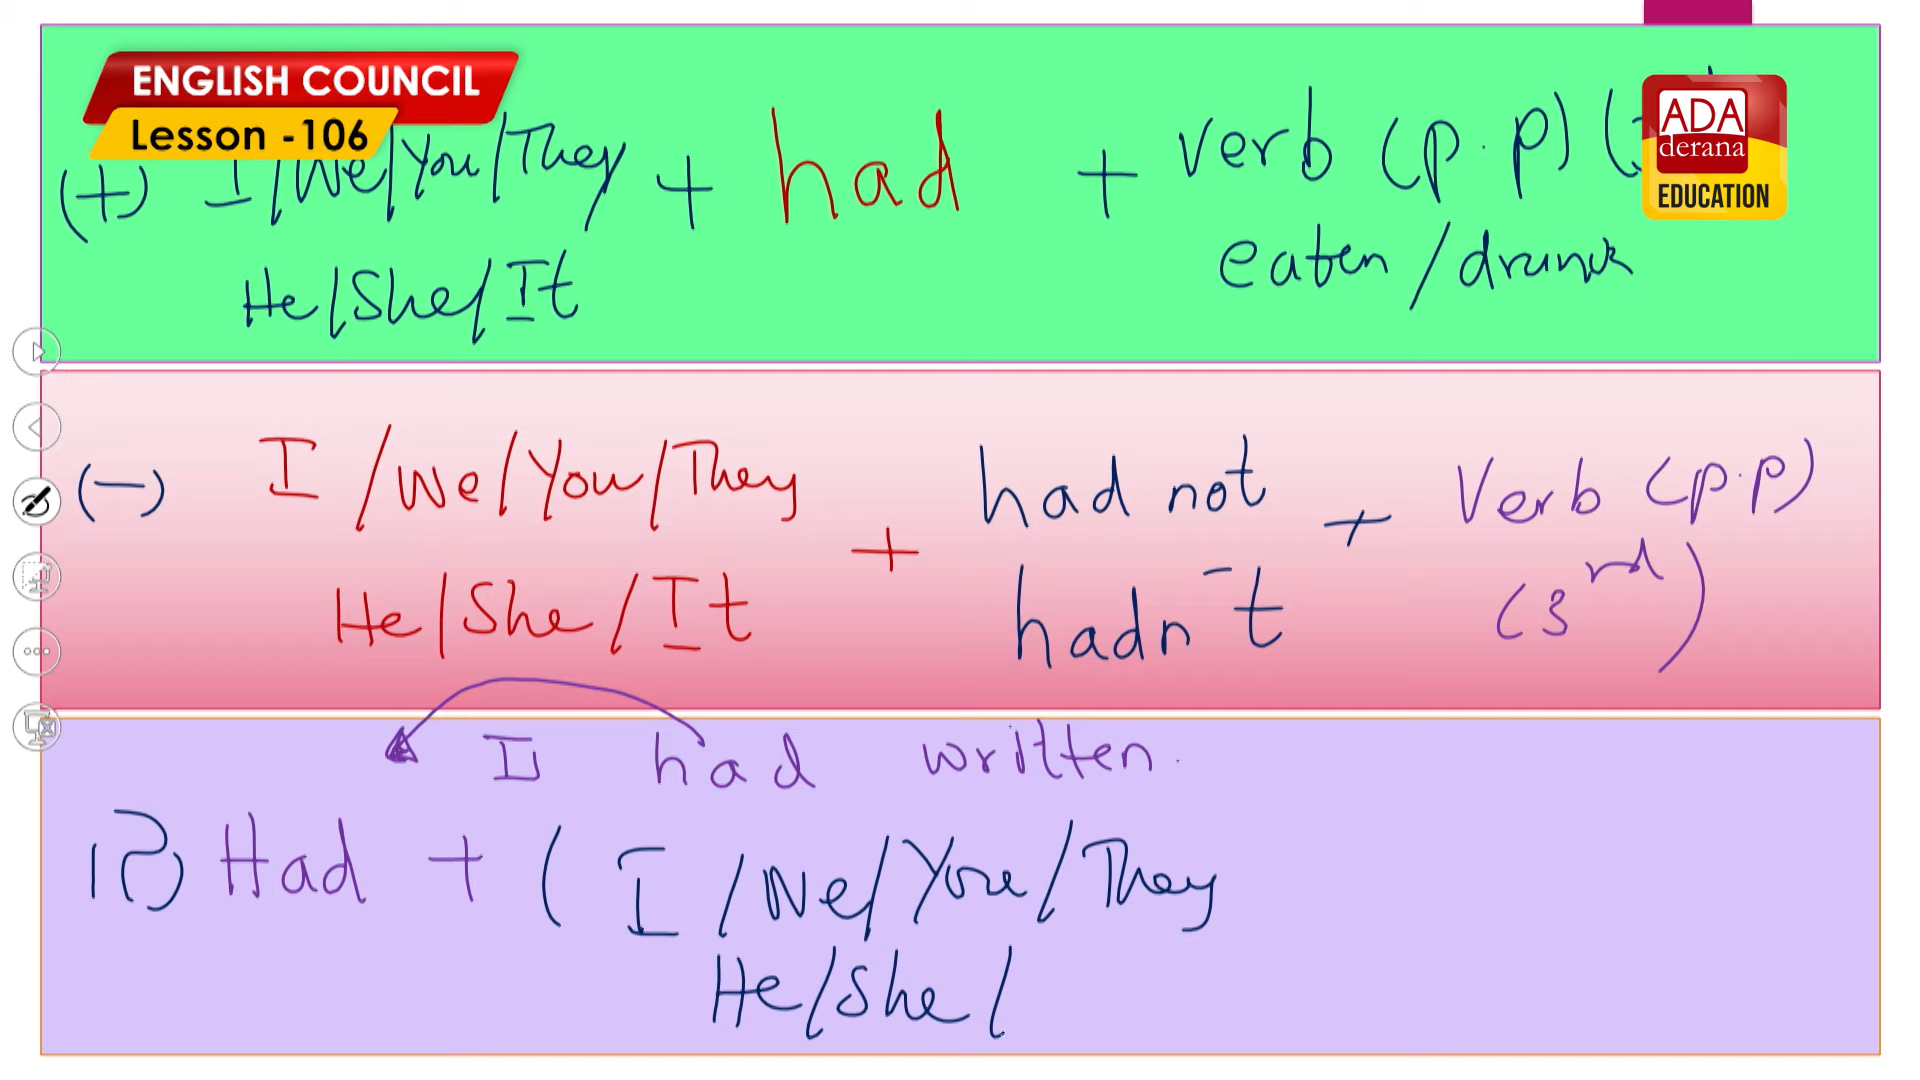 ENGLISH COUNCIL
Lesson -106
ADA
derana
EDUCATION
(+) I/We/You/They + had + verb (p.p) (
He/She/It
eaten/drunk
(-) I/We/You/They + had not + Verb (p.p)
He/She/It hadn't (3rd)
I had written.
(?) Had + ( I/We/You/They
He/She/